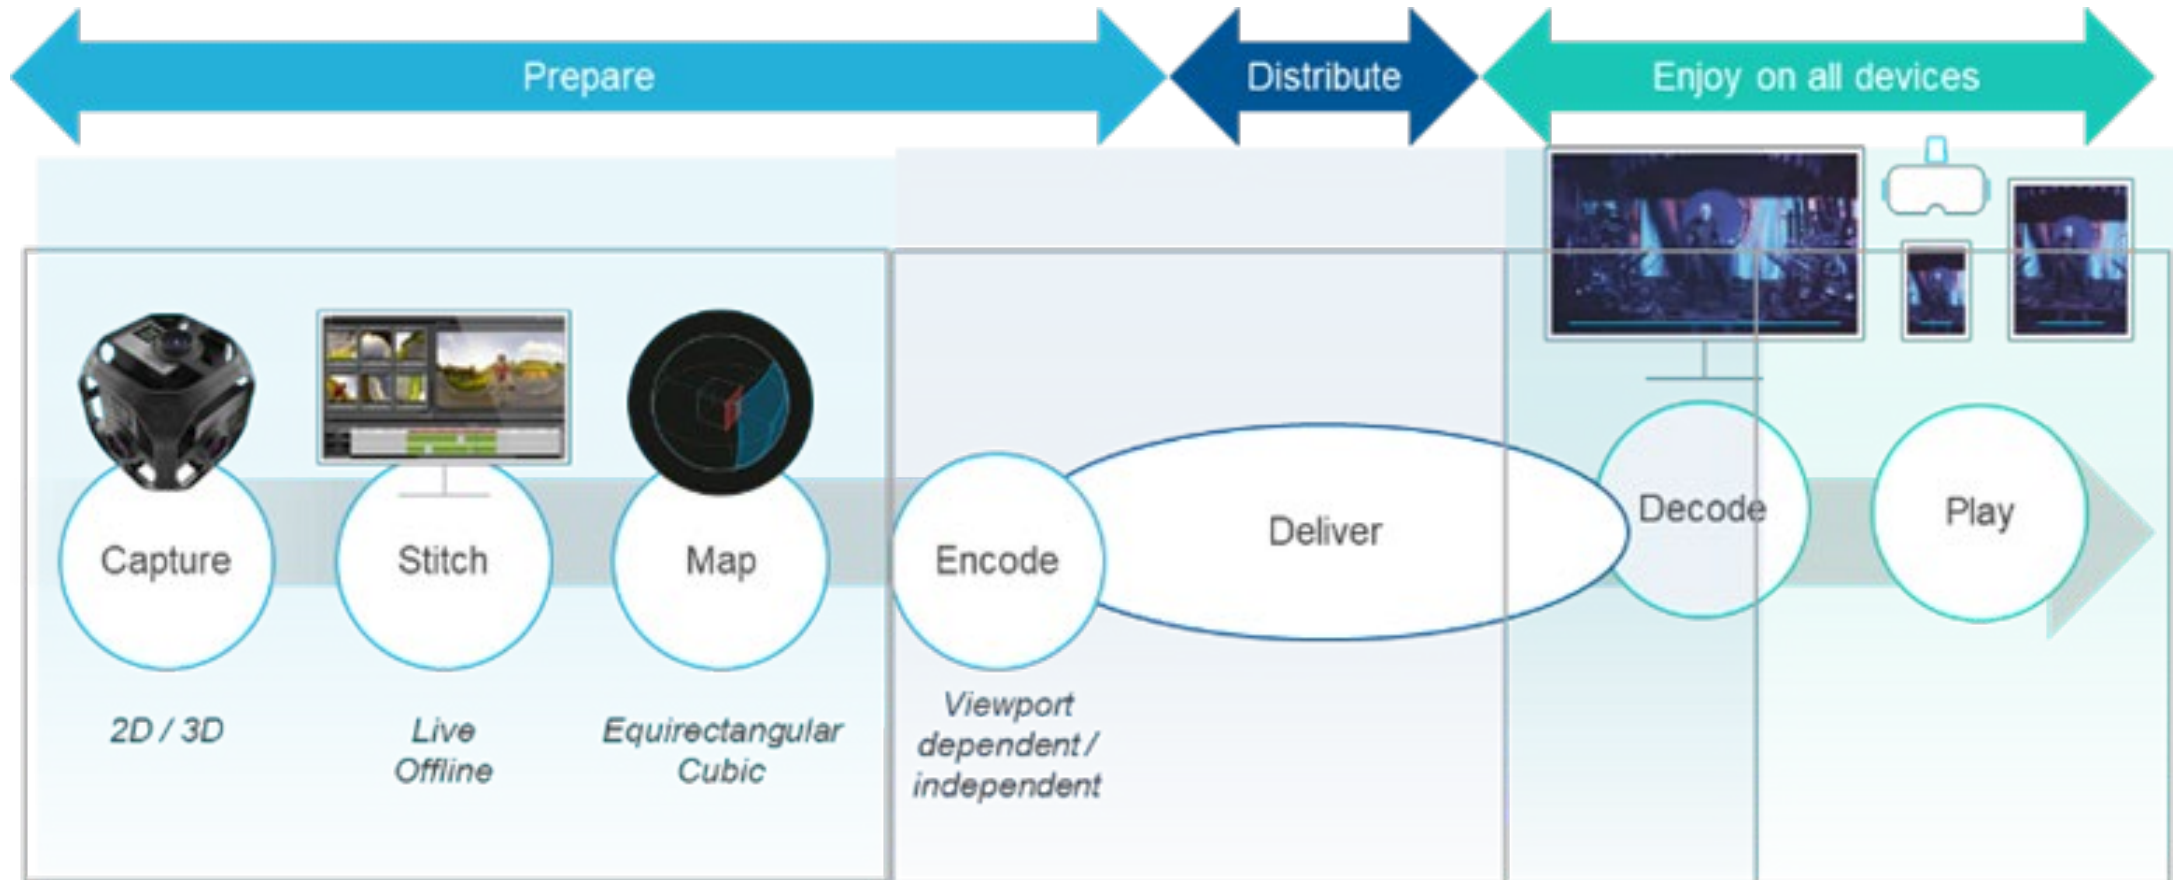 Prepare
Distribute
Enjoy on all devices
Capture
Stitch
Map
Encode
Deliver
Decode
Play
2D / 3D
Live
Offline
Equirectangular
Cubic
Viewport
dependent /
independent